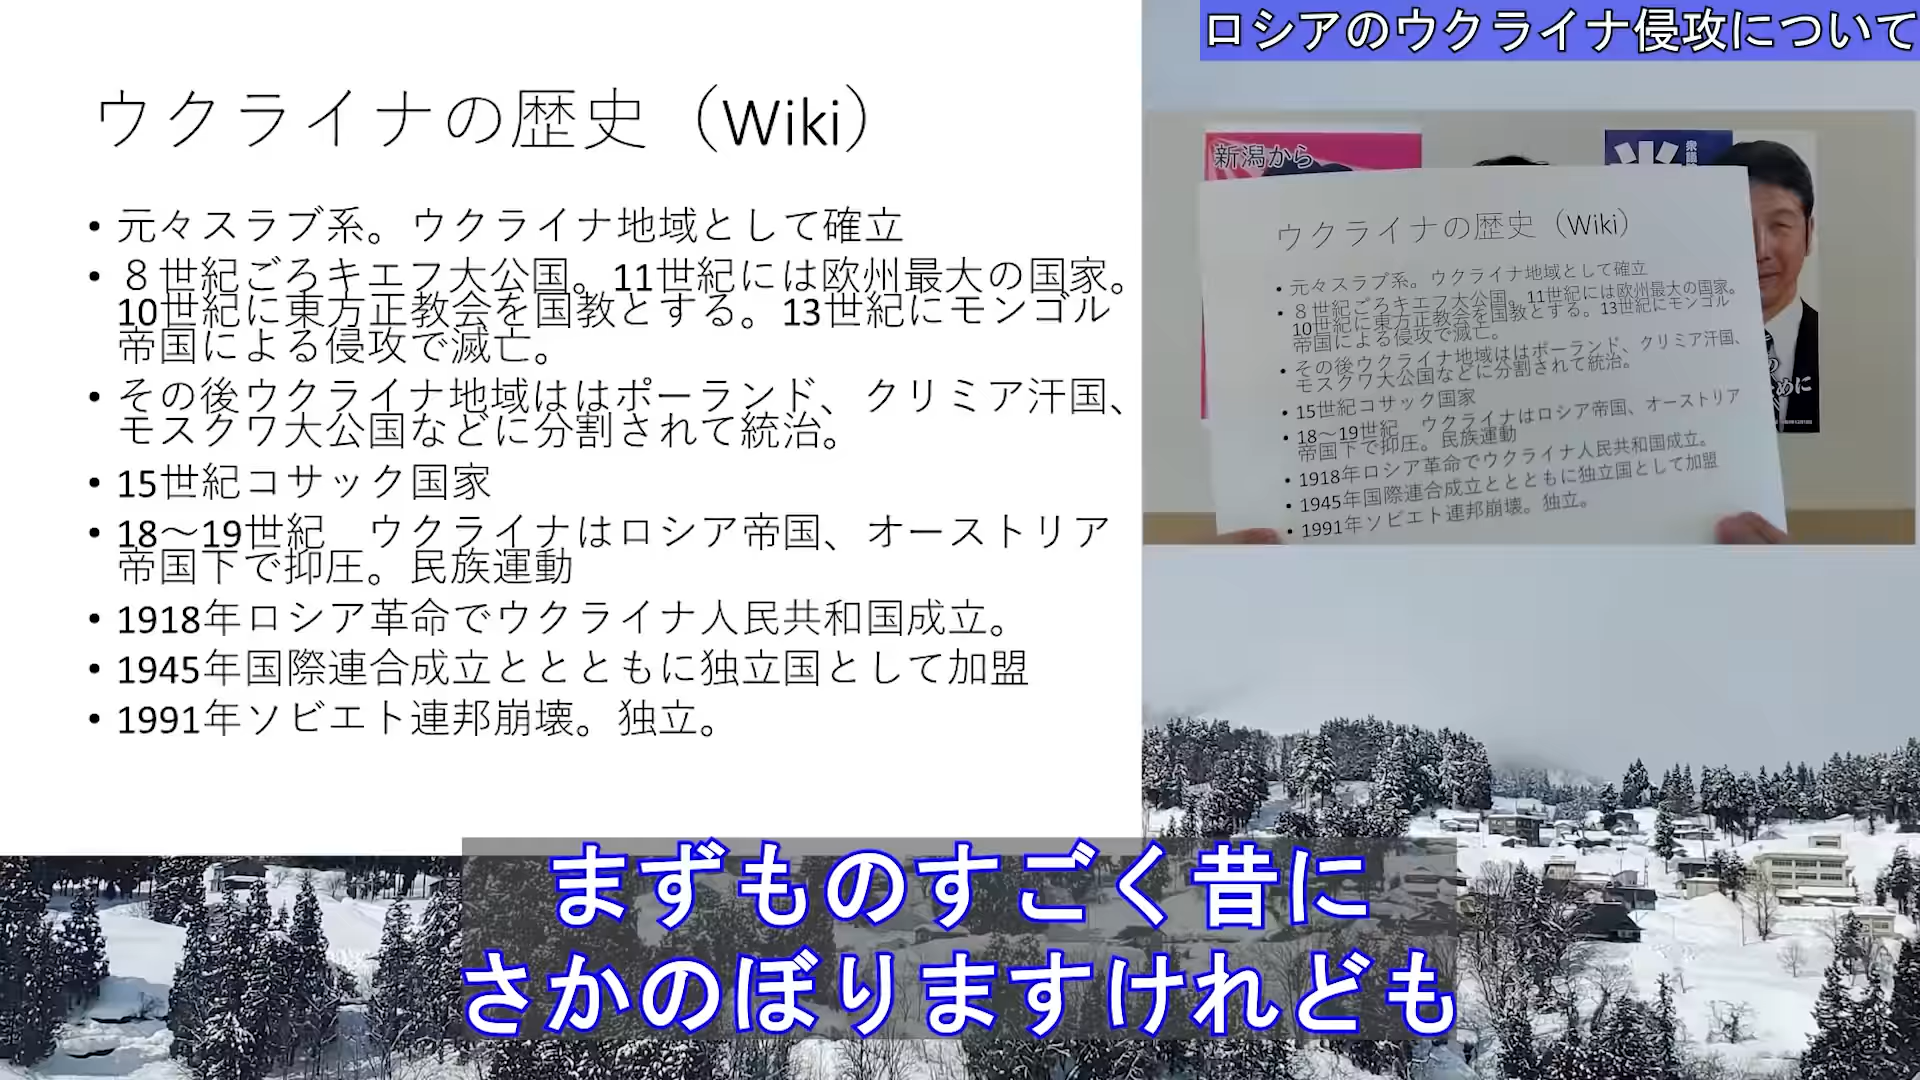 ロシアのウクライナ侵攻について
ウクライナの歴史（Wiki）
• 元々スラブ系。ウクライナ地域として確立
• ８世紀ごろキエフ大公国。11世紀には欧州最大の国家。
10世紀に東方正教会を国教とする。13世紀にモンゴル
帝国による侵攻で滅亡。
• その後ウクライナ地域ははポーランド、クリミア汗国、
モスクワ大公国などに分割されて統治。
• 15世紀コサック国家
• 18～19世紀　ウクライナはロシア帝国、オーストリア
帝国下で抑圧。民族運動
• 1918年ロシア革命でウクライナ人民共和国成立。
• 1945年国際連合成立ととともに独立国として加盟
• 1991年ソビエト連邦崩壊。独立。
新潟から
米
衆議
ウクライナの歴史（Wiki）
• 元々スラブ系。ウクライナ地域として確立
• ８世紀ごろキエフ大公国。11世紀には欧州最大の国家。
10世紀に東方正教会を国教とする。13世紀にモンゴル
帝国による侵攻で滅亡。
• その後ウクライナ地域ははポーランド、クリミア汗国、
モスクワ大公国などに分割されて統治。
• 15世紀コサック国家
• 18～19世紀　ウクライナはロシア帝国、オーストリア
帝国下で抑圧。民族運動
• 1918年ロシア革命でウクライナ人民共和国成立。
• 1945年国際連合成立ととともに独立国として加盟
• 1991年ソビエト連邦崩壊。独立。
の
めに
まずものすごく昔に
さかのぼりますけれども